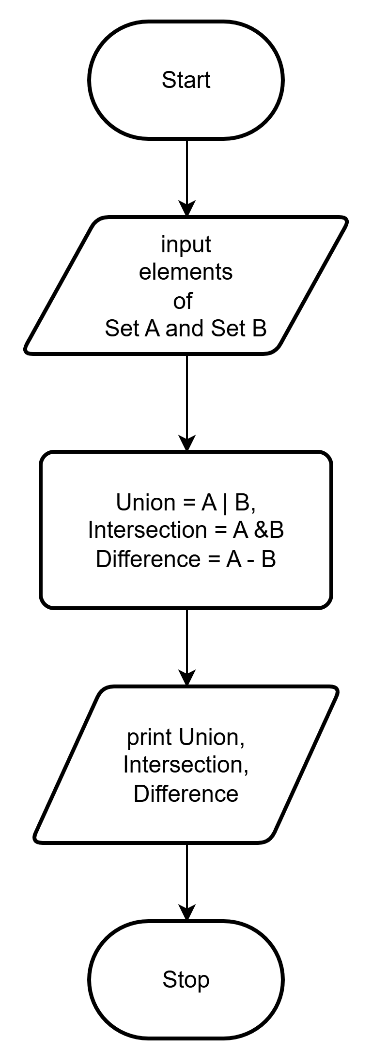 Start
input
elements
of
Set A and Set B
Union = A | B,
Intersection = A &B
Difference = A - B
print Union,
Intersection,
Difference
Stop